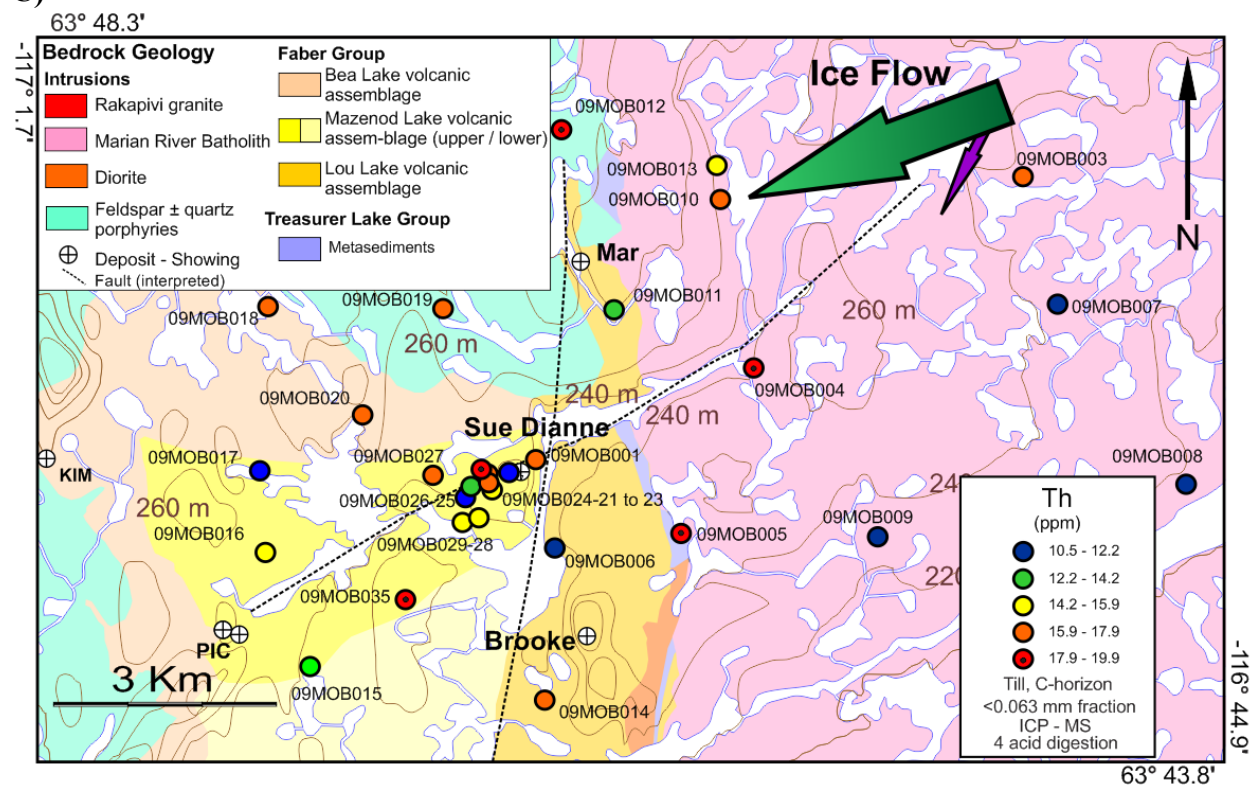 63° 48.3'
-117° 1.7'
Bedrock Geology
Intrusions
Rakapivi granite
Marian River Batholith
Diorite
Feldspar ± quartz
porphyries
Deposit - Showing
Fault (interpreted)
Faber Group
Bea Lake volcanic
assemblage
Mazenod Lake volcanic
assem-blage (upper / lower)
Lou Lake volcanic
assemblage
Treasurer Lake Group
Metasediments
Ice Flow
N
09MOB012
09MOB013
09MOB010
09MOB003
Mar
09MOB011
09MOB007
09MOB018
09MOB019
260 m
260 m
09MOB004
09MOB020
240 m
240 m
Sue Dianne
KIM
09MOB017
09MOB027
09MOB001
09MOB008
09MOB026-25
09MOB024-21 to 23
260 m
09MOB016
09MOB029-28
09MOB005
09MOB009
09MOB006
09MOB035
PIC
Brooke
3 Km
09MOB015
09MOB014
24
220
Th
(ppm)
10.5 - 12.2
12.2 - 14.2
14.2 - 15.9
15.9 - 17.9
17.9 - 19.9
Till, C-horizon
<0.063 mm fraction
ICP - MS
4 acid digestion
-116° 44.9'
63° 43.8'